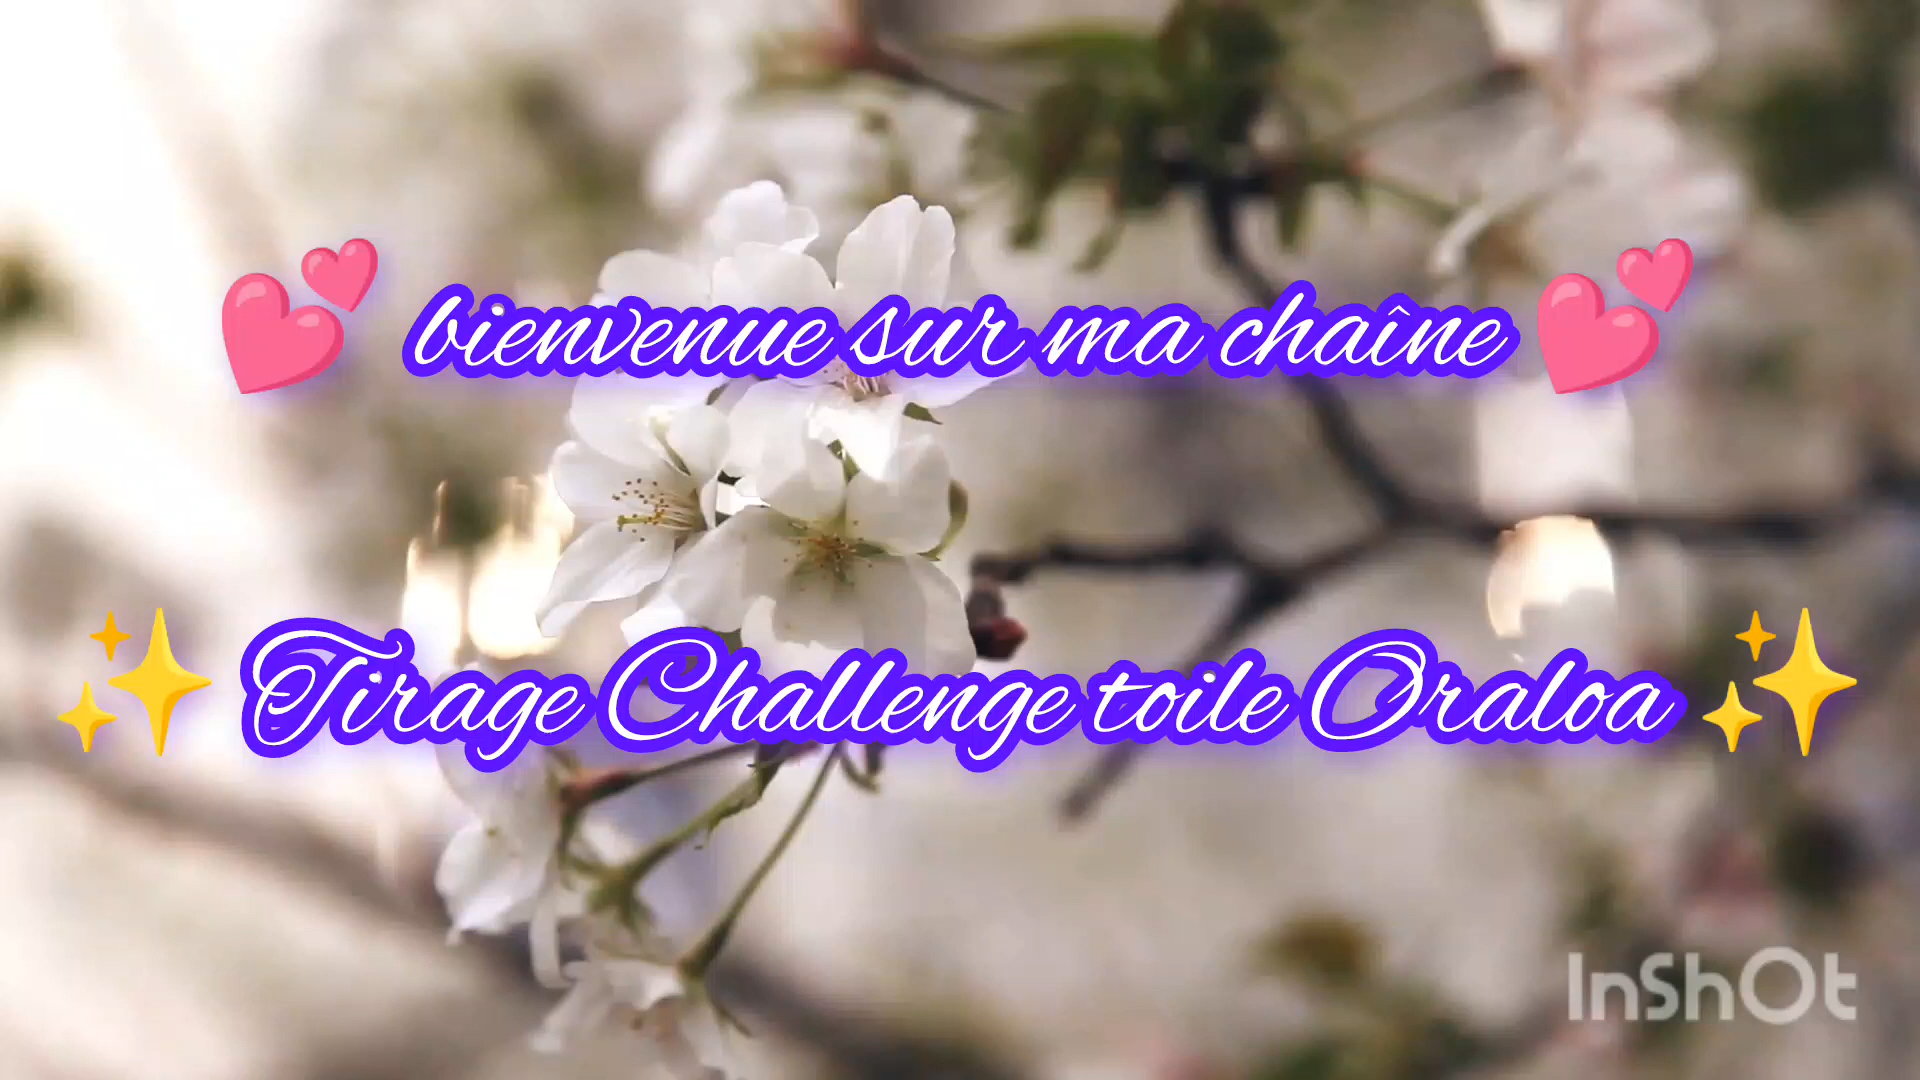 💕 bienvenue sur ma chaîne 💕
✨ Tirage Challenge toile Oraloa ✨
InShOt